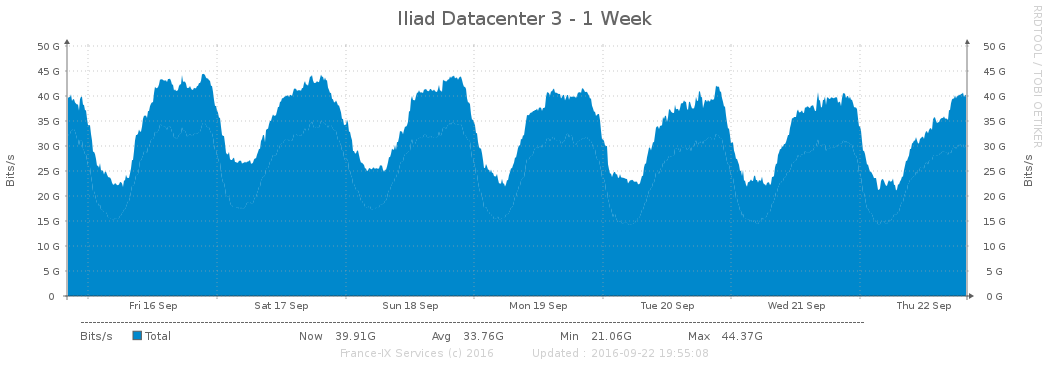 Iliad Datacenter 3 - 1 Week
RRDTOOL / TOBI OETIKER
Bits/s
50 G
45 G
40 G
35 G
30 G
25 G
20 G
15 G
10 G
5 G
0
50 G
45 G
40 G
35 G
30 G
25 G
20 G
15 G
10 G
5 G
0 G
Bits/s
Fri 16 Sep Sat 17 Sep Sun 18 Sep Mon 19 Sep Tue 20 Sep Wed 21 Sep Thu 22 Sep
Bits/s Total Now 39.91G Avg 33.76G Min 21.06G Max 44.37G
France-IX Services (c) 2016 Updated : 2016-09-22 19:55:08